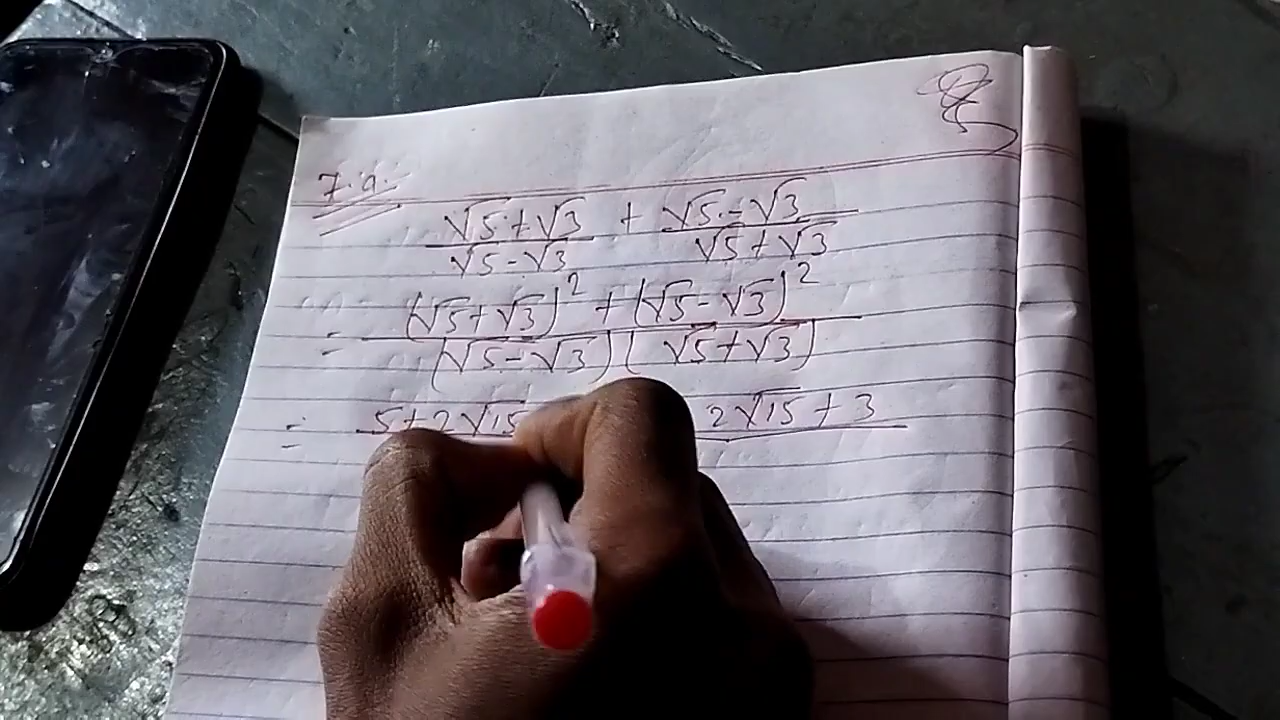 7.a.
√5+√3 + √5-√3
√5-√3 √5+√3
= (√5+√3)² + (√5-√3)²
(√5-√3)(√5+√3)
= 5+2√15 2√15+3